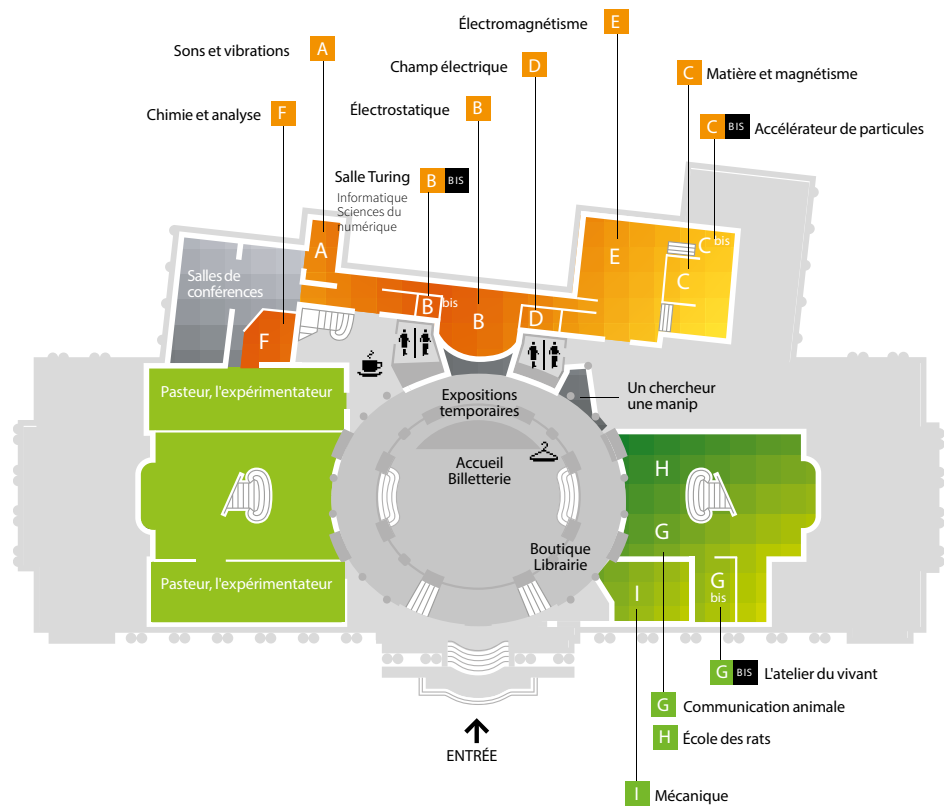 Électromagnétisme E
Sons et vibrations A
Champ électrique D
C Matière et magnétisme
Chimie et analyse F
Électrostatique B
C BIS Accélérateur de particules
Salle Turing B BIS
Informatique
Sciences du
numérique
A
E
C bis
C
Salles de
conférences
B bis
B
D
F
Pasteur, l'expérimentateur
Expositions
temporaires
Un chercheur
une manip
Accueil
Billetterie
H
G
Boutique
Librairie
Pasteur, l'expérimentateur
I
G
bis
G BIS L'atelier du vivant
G Communication animale
H École des rats
ENTRÉE
I Mécanique